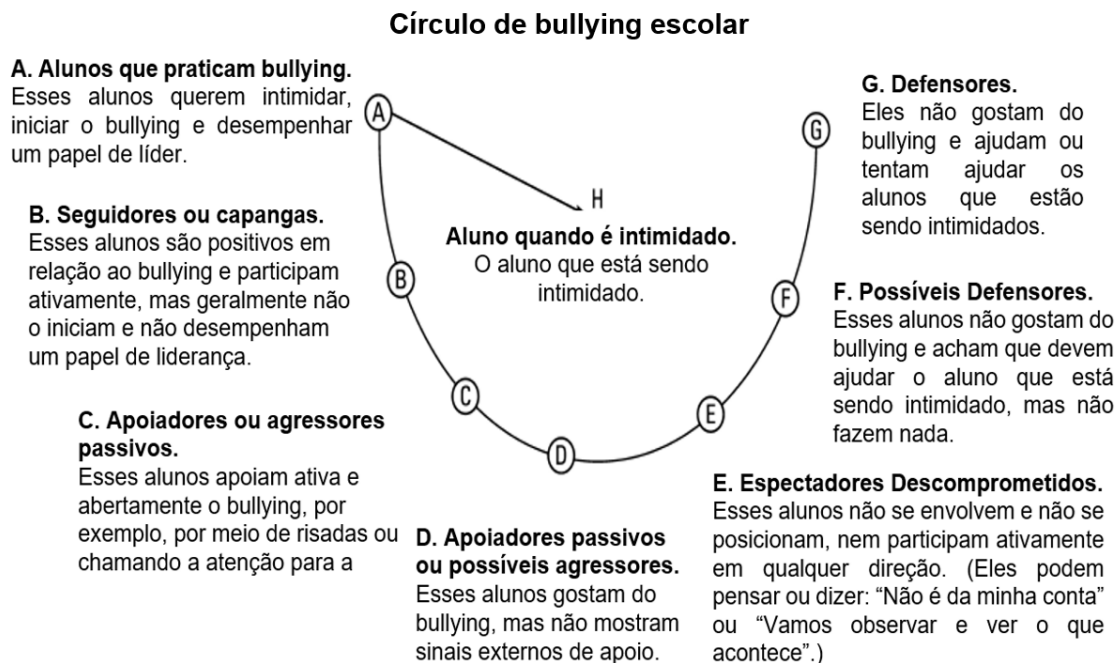 Círculo de bullying escolar
A. Alunos que praticam bullying.
Esses alunos querem intimidar,
iniciar o bullying e desempenhar
um papel de líder.
B. Seguidores ou capangas.
Esses alunos são positivos em
relação ao bullying e participam
ativamente, mas geralmente não
o iniciam e não desempenham
um papel de liderança.
C. Apoiadores ou agressores
passivos.
Esses alunos apoiam ativa e
abertamente o bullying, por
exemplo, por meio de risadas ou
chamando a atenção para a
D. Apoiadores passivos
ou possíveis agressores.
Esses alunos gostam do
bullying, mas não mostram
sinais externos de apoio.
E. Espectadores Descomprometidos.
Esses alunos não se envolvem e não se
posicionam, nem participam ativamente
em qualquer direção. (Eles podem
pensar ou dizer: “Não é da minha conta”
ou “Vamos observar e ver o que
acontece”.)
F. Possíveis Defensores.
Esses alunos não gostam do
bullying e acham que devem
ajudar o aluno que está
sendo intimidado, mas não
fazem nada.
G. Defensores.
Eles não gostam do
bullying e ajudam ou
tentam ajudar os
alunos que estão
sendo intimidados.
H
Aluno quando é intimidado.
O aluno que está sendo
intimidado.
A
B
C
D
E
F
G